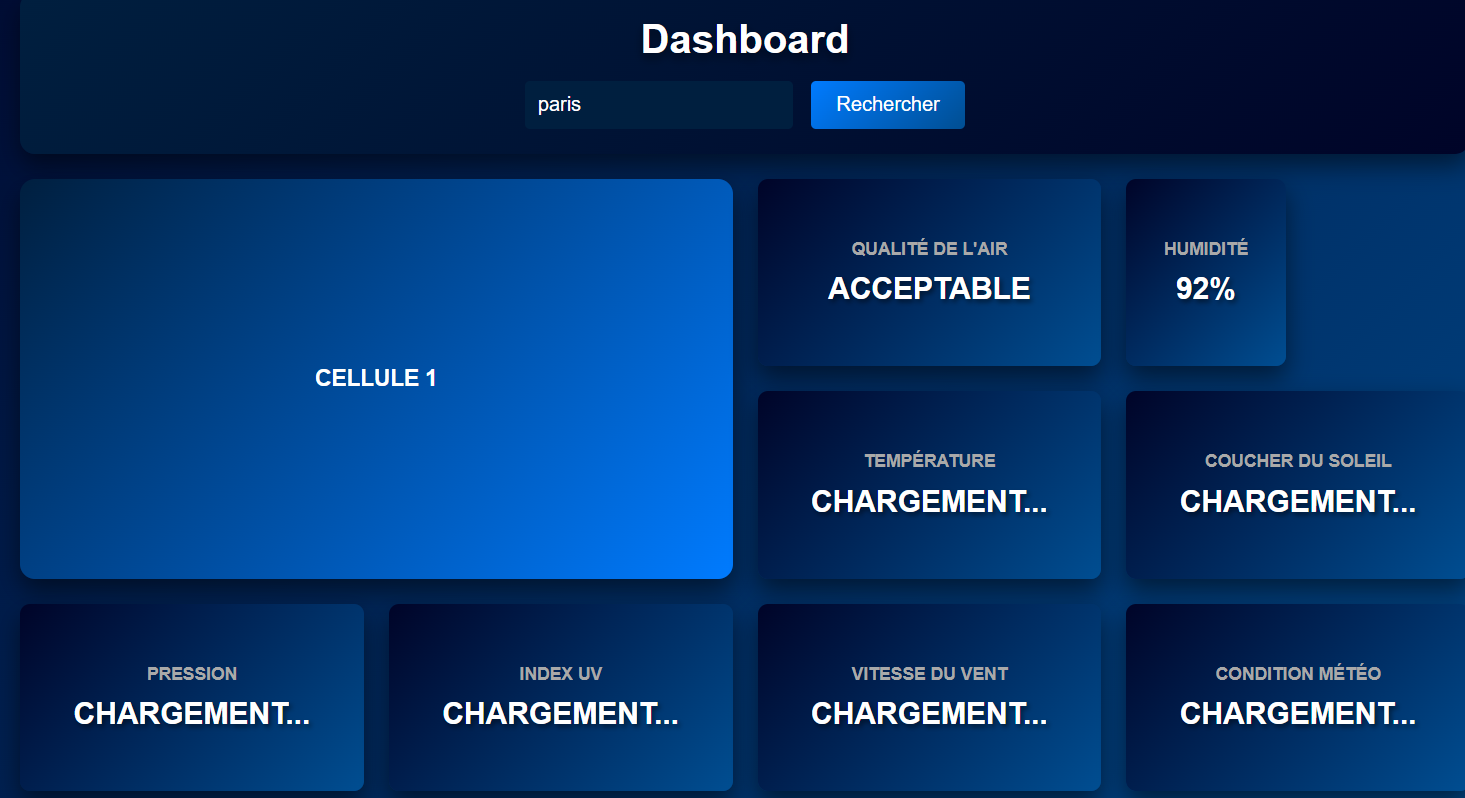 Dashboard
paris
Rechercher
CELLULE 1
QUALITÉ DE L'AIR
ACCEPTABLE
HUMIDITÉ
92%
TEMPÉRATURE
CHARGEMENT...
COUCHER DU SOLEIL
CHARGEMENT...
PRESSION
CHARGEMENT...
INDEX UV
CHARGEMENT...
VITESSE DU VENT
CHARGEMENT...
CONDITION MÉTÉO
CHARGEMENT...